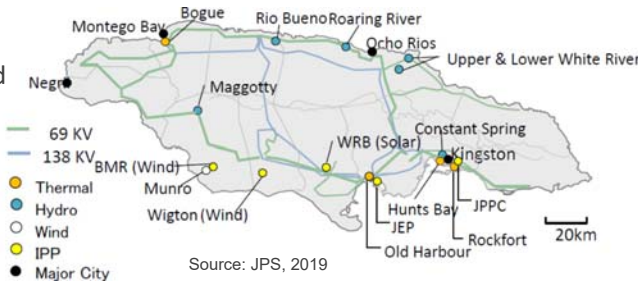 Bogue
Montego Bay
Rio Bueno
Roaring River
Ocho Rios
Upper & Lower White River
Negr
Maggotty
69 KV
138 KV
WRB (Solar)
Constant Spring
Kingston
BMR (Wind)
Munro
Wigton (Wind)
Hunts Bay
JPPC
JEP
Rockfort
Old Harbour
20km
Thermal
Hydro
Wind
IPP
Major City
Source: JPS, 2019